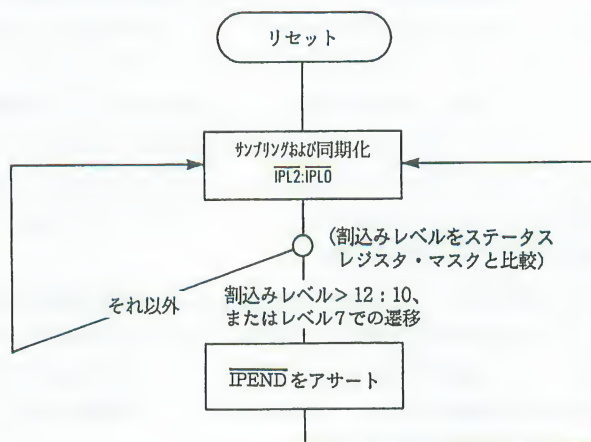 リセット
サンプリングおよび同期化
IPL2:IPL0
(割込みレベルをステータス
レジスタ・マスクと比較)
それ以外
割込みレベル> 12:10、
またはレベル7での遷移
IPENDをアサート